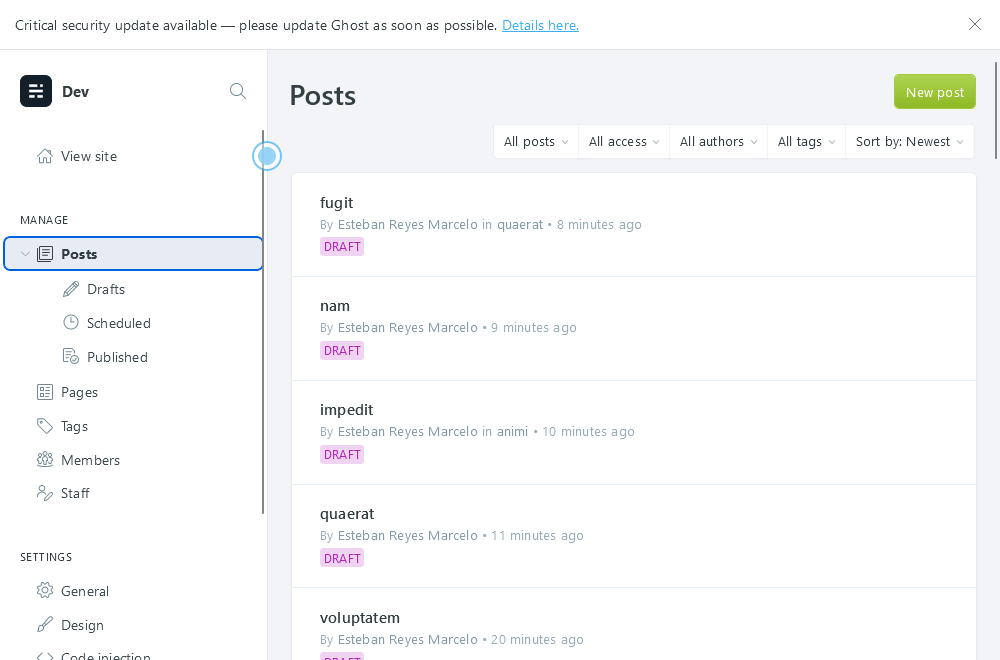 Critical security update available — please update Ghost as soon as possible. Details here.
Dev
View site
MANAGE
Posts
Drafts
Scheduled
Published
Pages
Tags
Members
Staff
SETTINGS
General
Design
Code injection
Posts
New post
All posts
All access
All authors
All tags
Sort by: Newest
fugit
By Esteban Reyes Marcelo in quaerat • 8 minutes ago
DRAFT
nam
By Esteban Reyes Marcelo • 9 minutes ago
DRAFT
impedit
By Esteban Reyes Marcelo in animi • 10 minutes ago
DRAFT
quaerat
By Esteban Reyes Marcelo • 11 minutes ago
DRAFT
voluptatem
By Esteban Reyes Marcelo • 20 minutes ago
DRAFT